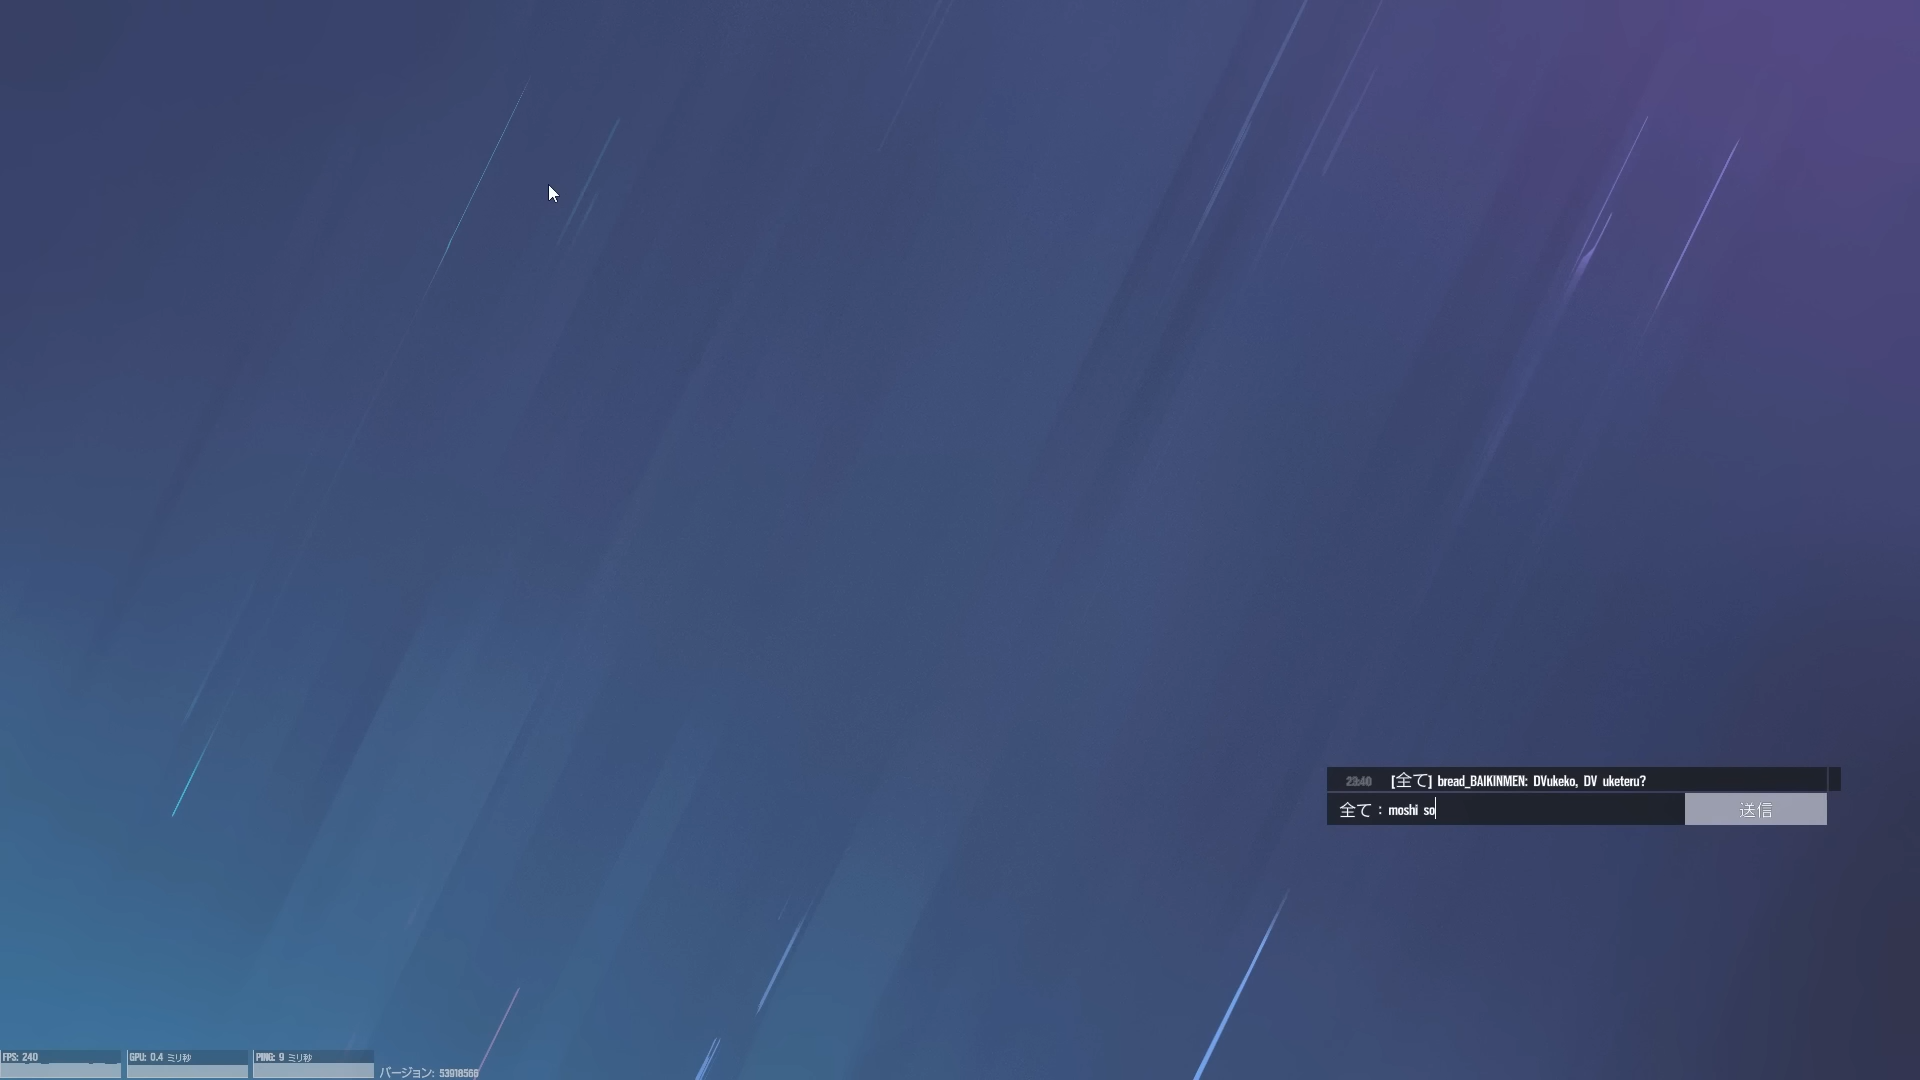 23:40 [全て] bread_BAIKINMEN: DVukeko, DV uketeru?
全て : moshi so
送信
FPS: 240
GPU: 0.4 ミリ秒
PING: 9 ミリ秒
バージョン: 53918566